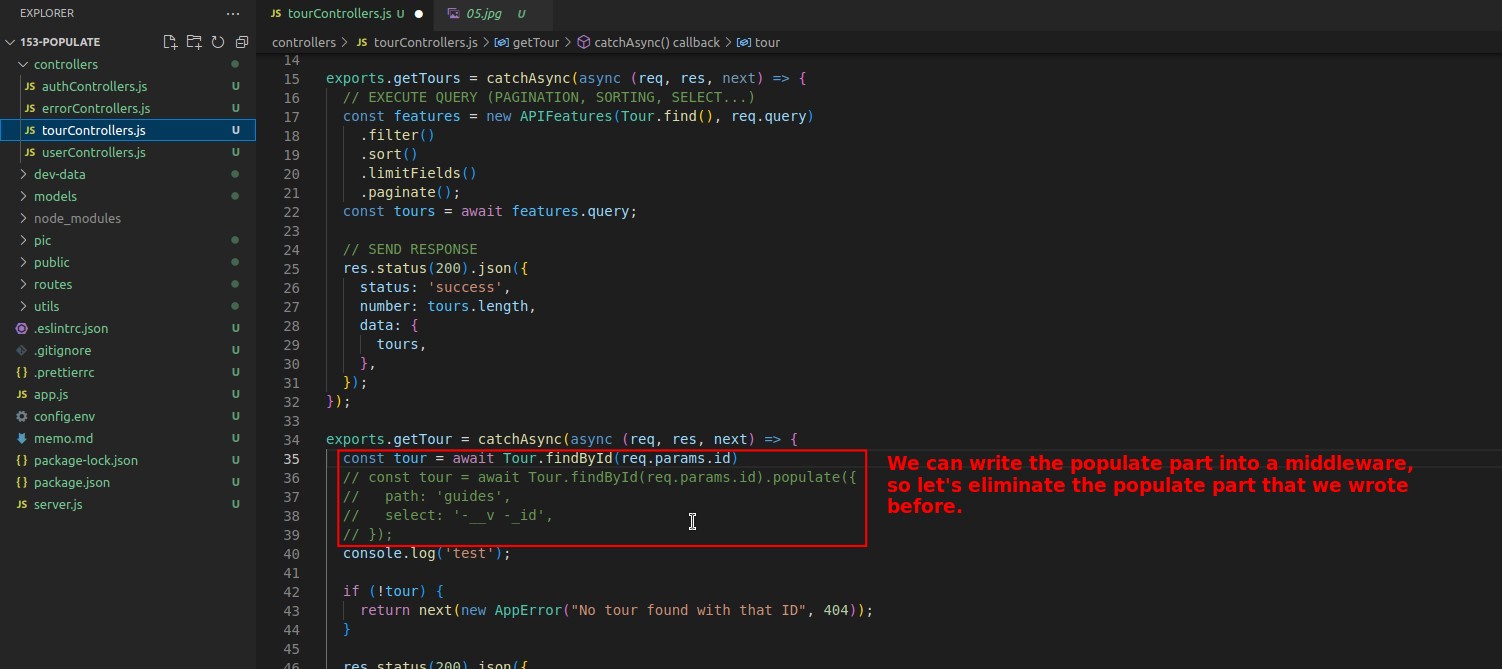 EXPLORER
···
153-POPULATE
controllers
JS authControllers.js U
JS errorControllers.js U
JS tourControllers.js U
JS userControllers.js U
dev-data
models
node_modules
pic
public
routes
utils
.eslintrc.json U
.gitignore U
{} .prettierrc U
JS app.js U
config.env U
memo.md U
{} package-lock.json U
{} package.json U
JS server.js U
JS tourControllers.js U ● 05.jpg U
controllers > JS tourControllers.js > getTour > catchAsync() callback > tour
14
15 exports.getTours = catchAsync(async (req, res, next) => {
16   // EXECUTE QUERY (PAGINATION, SORTING, SELECT...)
17   const features = new APIFeatures(Tour.find(), req.query)
18     .filter()
19     .sort()
20     .limitFields()
21     .paginate();
22   const tours = await features.query;
23
24   // SEND RESPONSE
25   res.status(200).json({
26     status: 'success',
27     number: tours.length,
28     data: {
29       tours,
30     },
31   });
32 });
33
34 exports.getTour = catchAsync(async (req, res, next) => {
35   const tour = await Tour.findById(req.params.id)
36   // const tour = await Tour.findById(req.params.id).populate({
37   //   path: 'guides',
38   //   select: '-__v -_id',
39   // });
40   console.log('test');
41
42   if (!tour) {
43     return next(new AppError("No tour found with that ID", 404));
44   }
45
46   res.status(200).json({
We can write the populate part into a middleware,
so let's eliminate the populate part that we wrote
before.